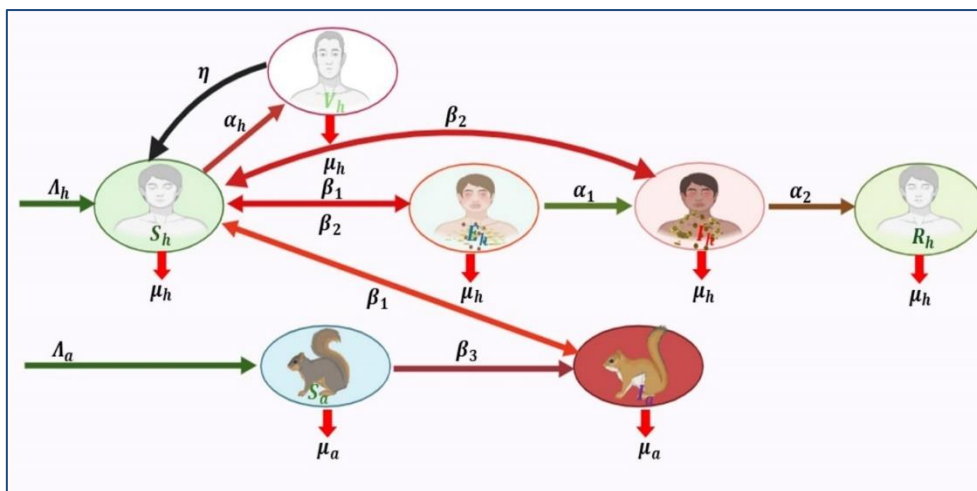 η
V_h
α_h
β_2
μ_h
Λ_h
β_1
α_1
α_2
S_h
β_2
E_h
I_h
R_h
μ_h
μ_h
μ_h
μ_h
β_1
Λ_a
β_3
S_a
I_a
μ_a
μ_a